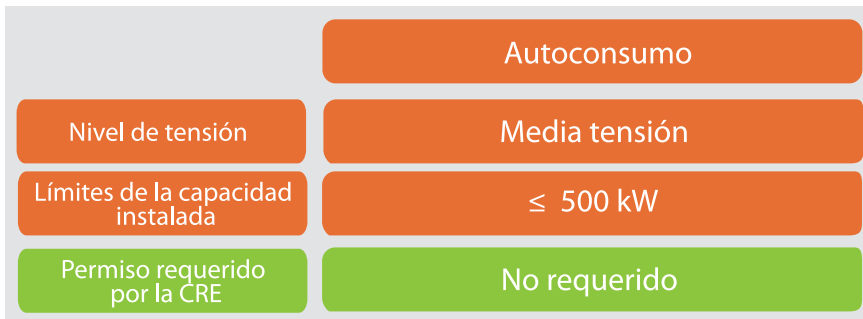 Autoconsumo
Nivel de tensión
Media tensión
Límites de la capacidad
instalada
≤ 500 kW
Permiso requerido
por la CRE
No requerido